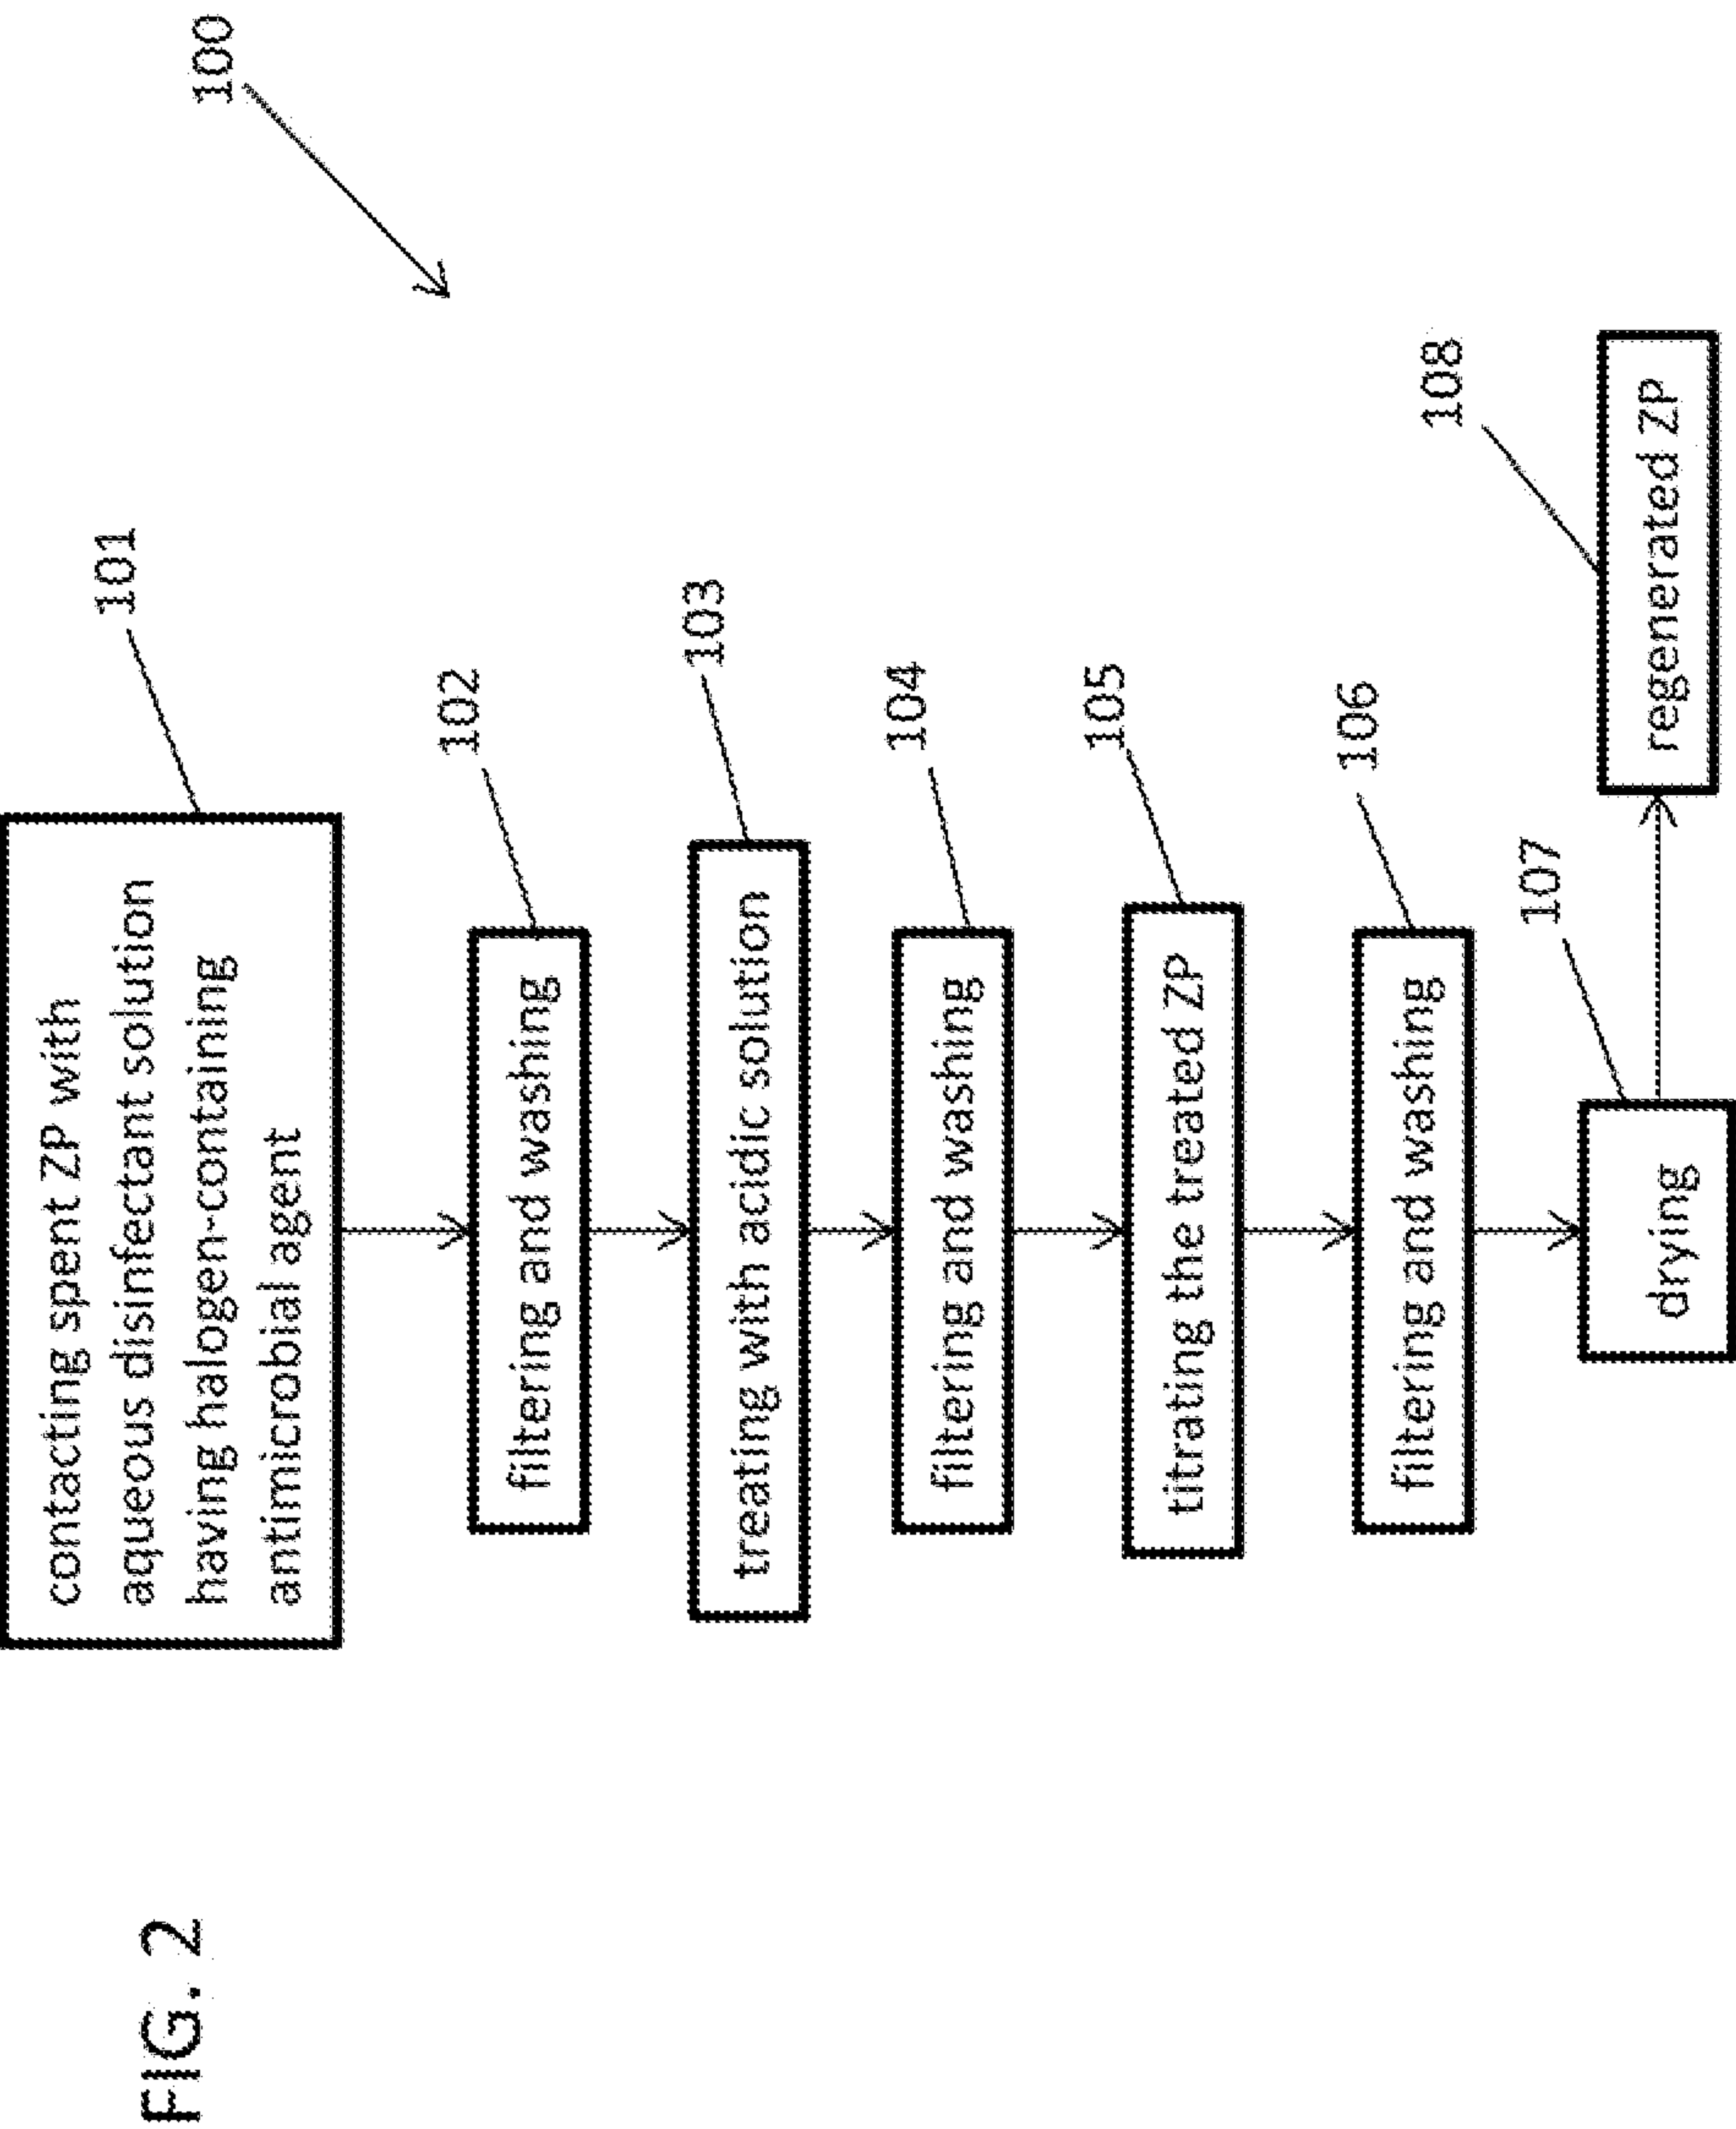 FIG. 2
100
contacting spent ZP with
aqueous disinfectant solution
having halogen-containing
antimicrobial agent
101
filtering and washing
102
treating with acidic solution
103
filtering and washing
104
titrating the treated ZP
105
filtering and washing
106
drying
107
regenerated ZP
108